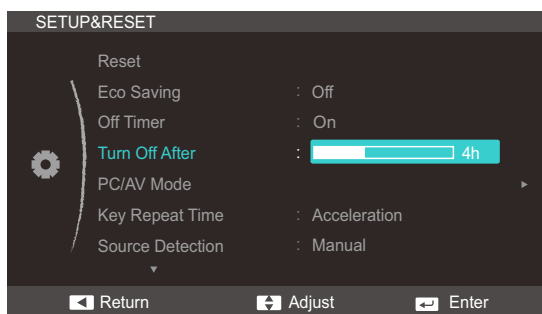 SETUP&RESET
Reset
Eco Saving : Off
Off Timer : On
Turn Off After : 4h
PC/AV Mode
Key Repeat Time : Acceleration
Source Detection : Manual
Return Adjust Enter